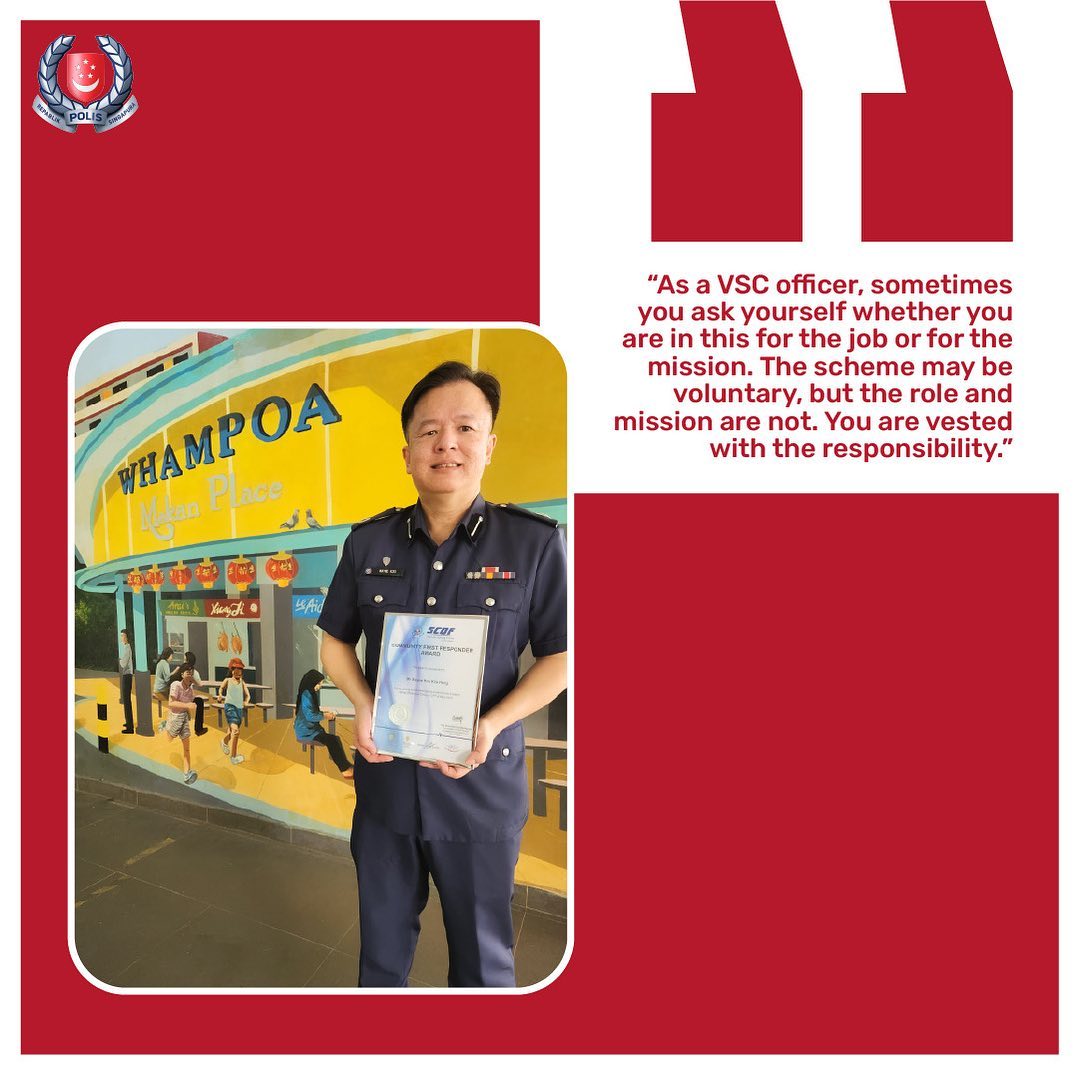 REPABLIK POLIS SINGAPURA
“As a VSC officer, sometimes
you ask yourself whether you
are in this for the job or for the
mission. The scheme may be
voluntary, but the role and
mission are not. You are vested
with the responsibility.”
WHAMPOA
Makan Place
SCDF
COMMUNITY FIRST RESPONDER
AWARD